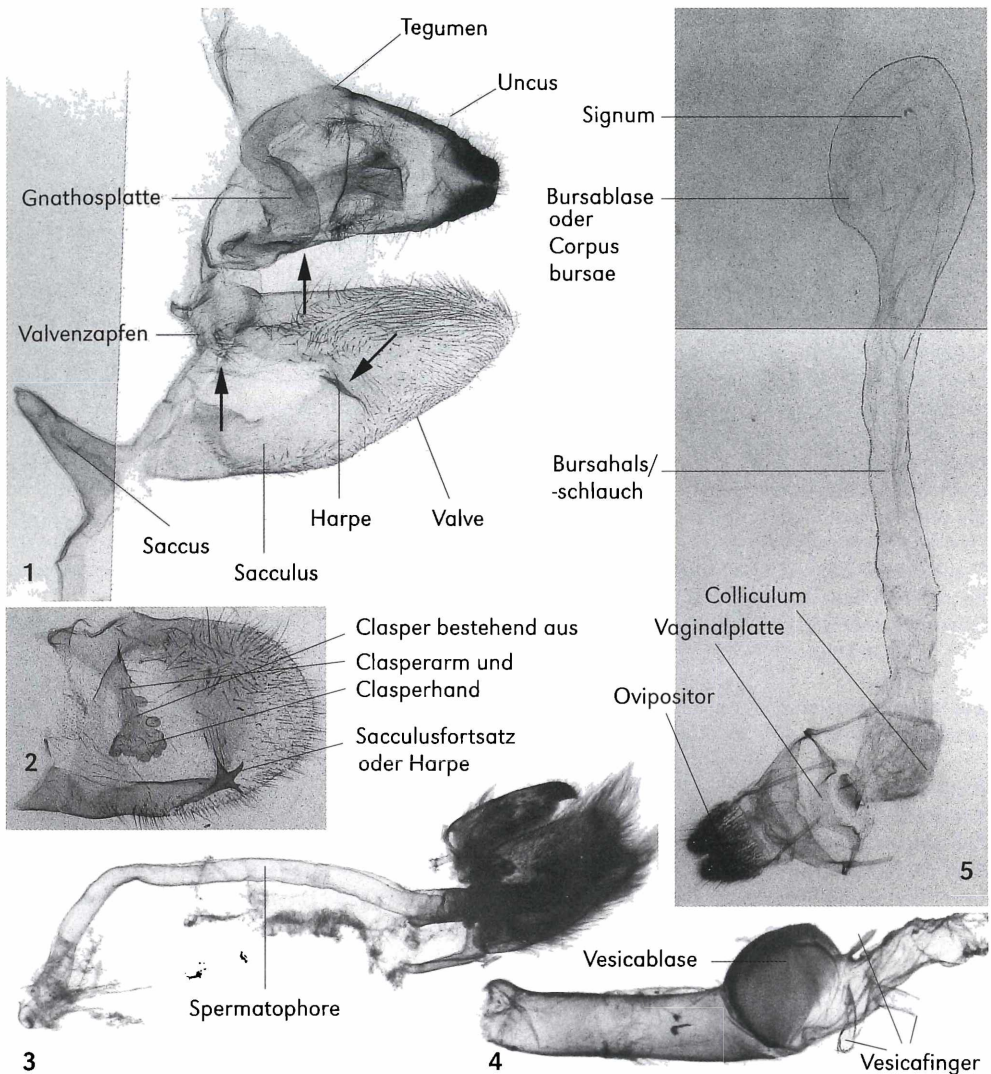 Tegumen
Uncus
Gnathosplatte
Valvenzapfen
Saccus
Sacculus
Harpe
Valve
1
Clasper bestehend aus
Clasperarm und
Clasperhand
Sacculusfortsatz
oder Harpe
2
Spermatophore
3
Vesicablase
Vesicafinger
4
Signum
Bursablase
oder
Corpus
bursae
Bursahals/
-schlauch
Colliculum
Vaginalplatte
Ovipositor
5